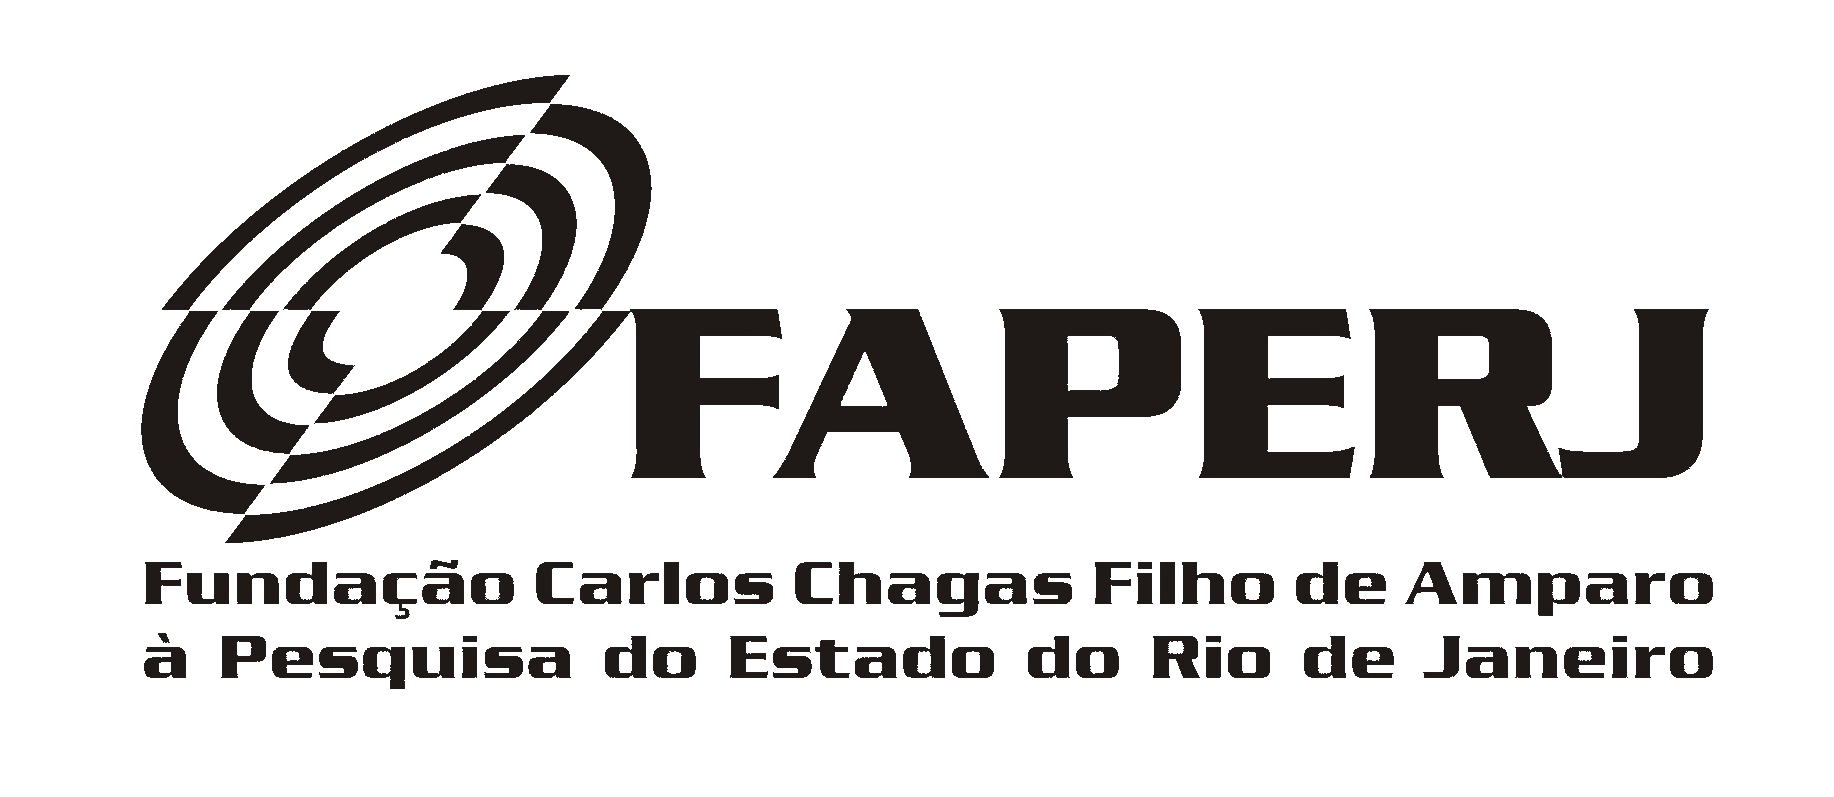 FAPERJ
Fundação Carlos Chagas Filho de Amparo
à Pesquisa do Estado do Rio de Janeiro